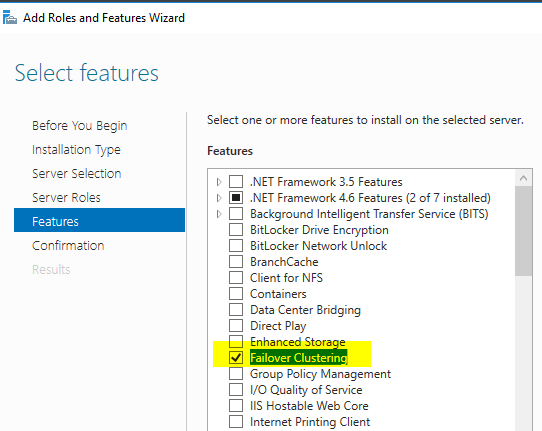 Add Roles and Features Wizard
Select features
Before You Begin
Installation Type
Server Selection
Server Roles
Features
Confirmation
Results
Select one or more features to install on the selected server.
Features
.NET Framework 3.5 Features
.NET Framework 4.6 Features (2 of 7 installed)
Background Intelligent Transfer Service (BITS)
BitLocker Drive Encryption
BitLocker Network Unlock
BranchCache
Client for NFS
Containers
Data Center Bridging
Direct Play
Enhanced Storage
Failover Clustering
Group Policy Management
I/O Quality of Service
IIS Hostable Web Core
Internet Printing Client